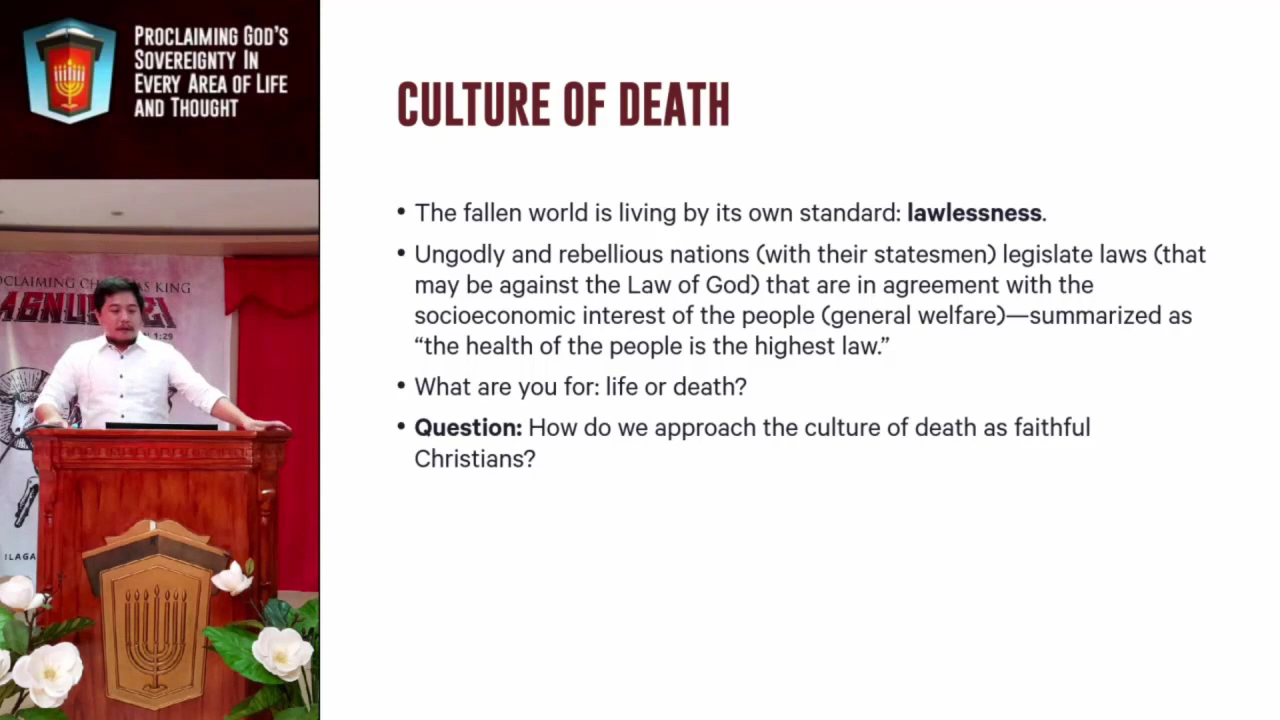 PROCLAIMING GOD'S
SOVEREIGNTY IN
EVERY AREA OF LIFE
AND THOUGHT
CULTURE OF DEATH
• The fallen world is living by its own standard: lawlessness.
• Ungodly and rebellious nations (with their statesmen) legislate laws (that
may be against the Law of God) that are in agreement with the
socioeconomic interest of the people (general welfare)—summarized as
“the health of the people is the highest law.”
• What are you for: life or death?
• Question: How do we approach the culture of death as faithful
Christians?
KING
1:29
ILAGA